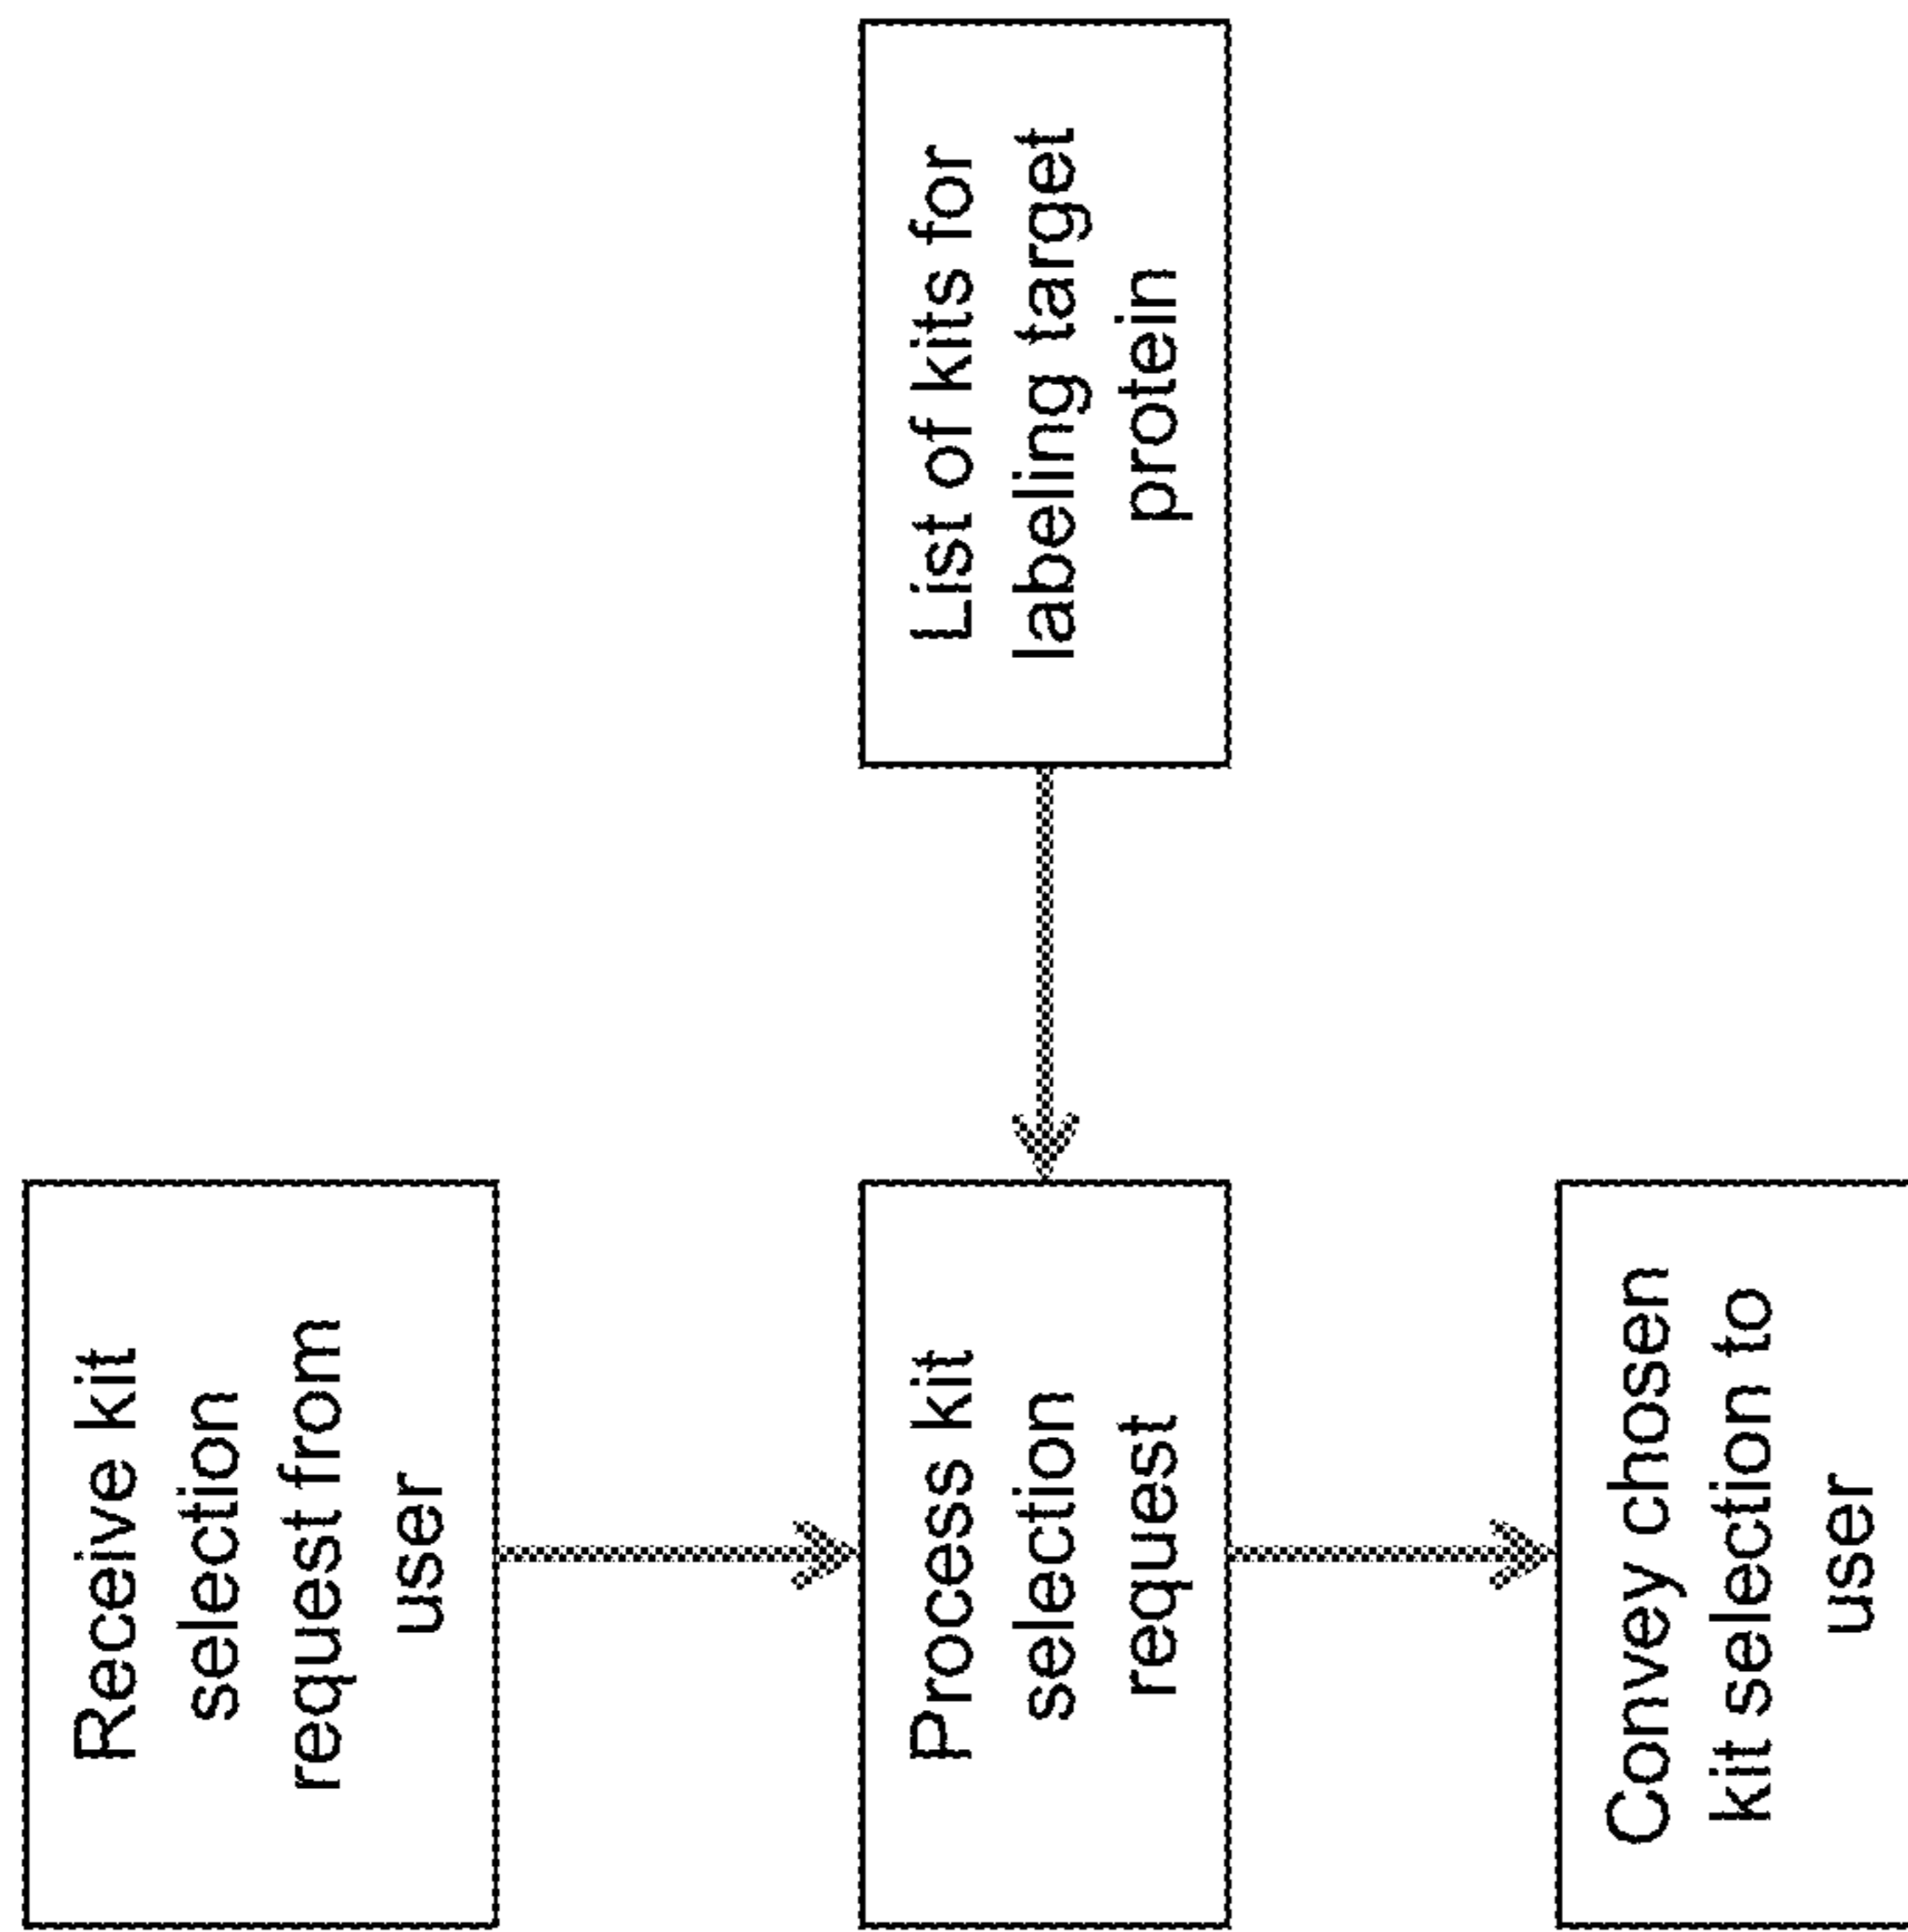 Receive kit
selection
request from
user
Process kit
selection
request
List of kits for
labeling target
protein
Convey chosen
kit selection to
user